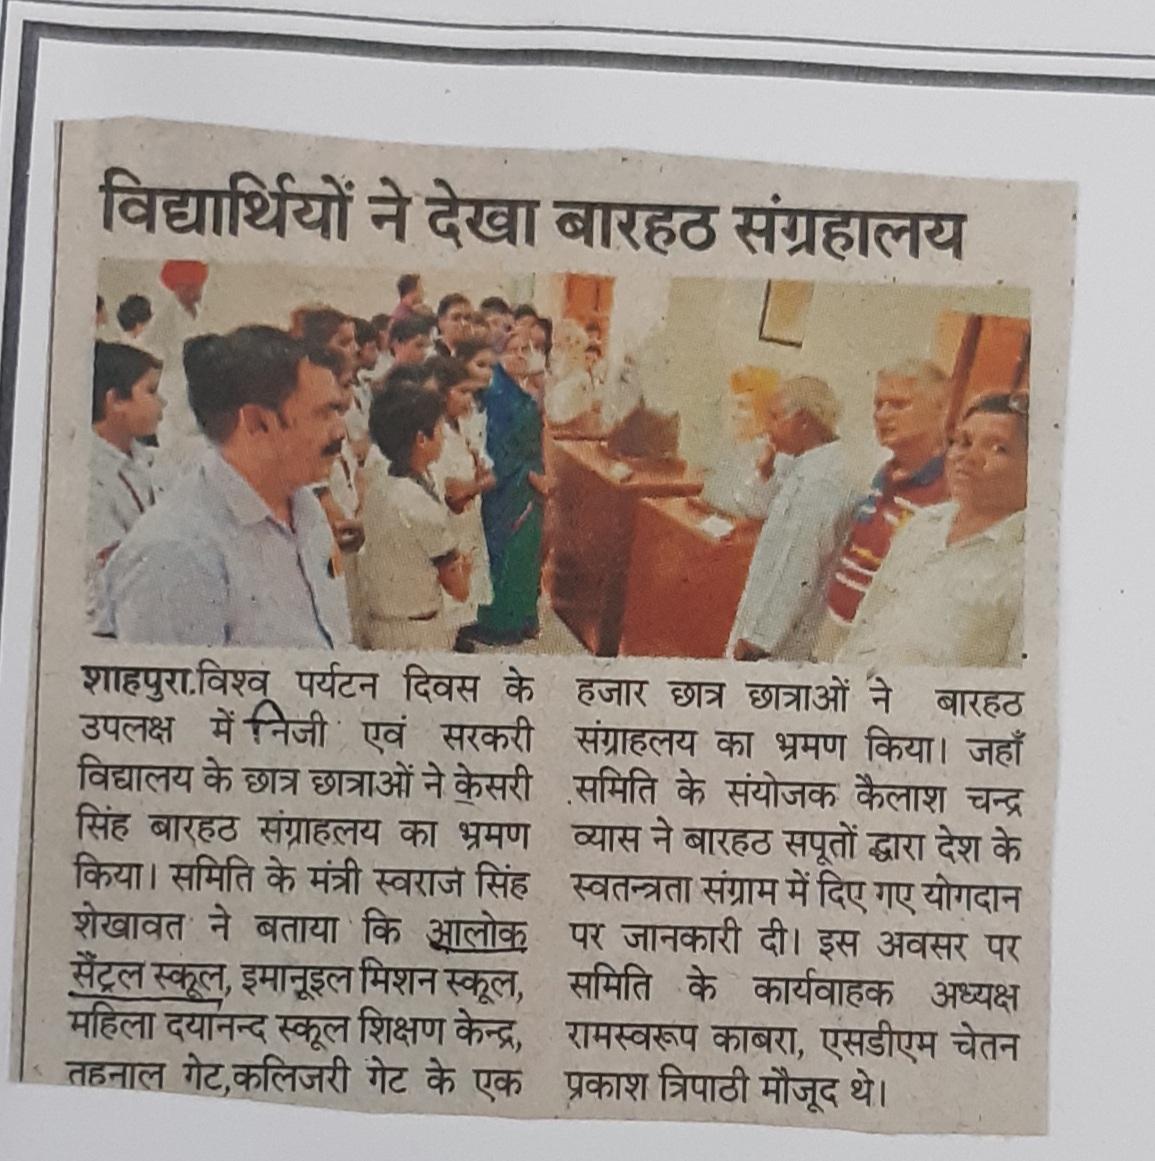 विद्यार्थियों ने देखा बारहठ संग्रहालय
शाहपुरा.विश्व पर्यटन दिवस के
उपलक्ष में निजी एवं सरकरी
विद्यालय के छात्र छात्राओं ने केसरी
सिंह बारहठ संग्राहलय का भ्रमण
किया। समिति के मंत्री स्वराज सिंह
शेखावत ने बताया कि आलोक
सैंट्रल स्कूल, इमानूइल मिशन स्कूल,
महिला दयानन्द स्कूल शिक्षण केन्द्र,
तहनाल गेट,कलिजरी गेट के एक
हजार छात्र छात्राओं ने बारहठ
संग्राहलय का भ्रमण किया। जहाँ
समिति के संयोजक कैलाश चन्द्र
व्यास ने बारहठ सपूतों द्वारा देश के
स्वतन्त्रता संग्राम में दिए गए योगदान
पर जानकारी दी। इस अवसर पर
समिति के कार्यवाहक अध्यक्ष
रामस्वरूप काबरा, एसडीएम चेतन
प्रकाश त्रिपाठी मौजूद थे।